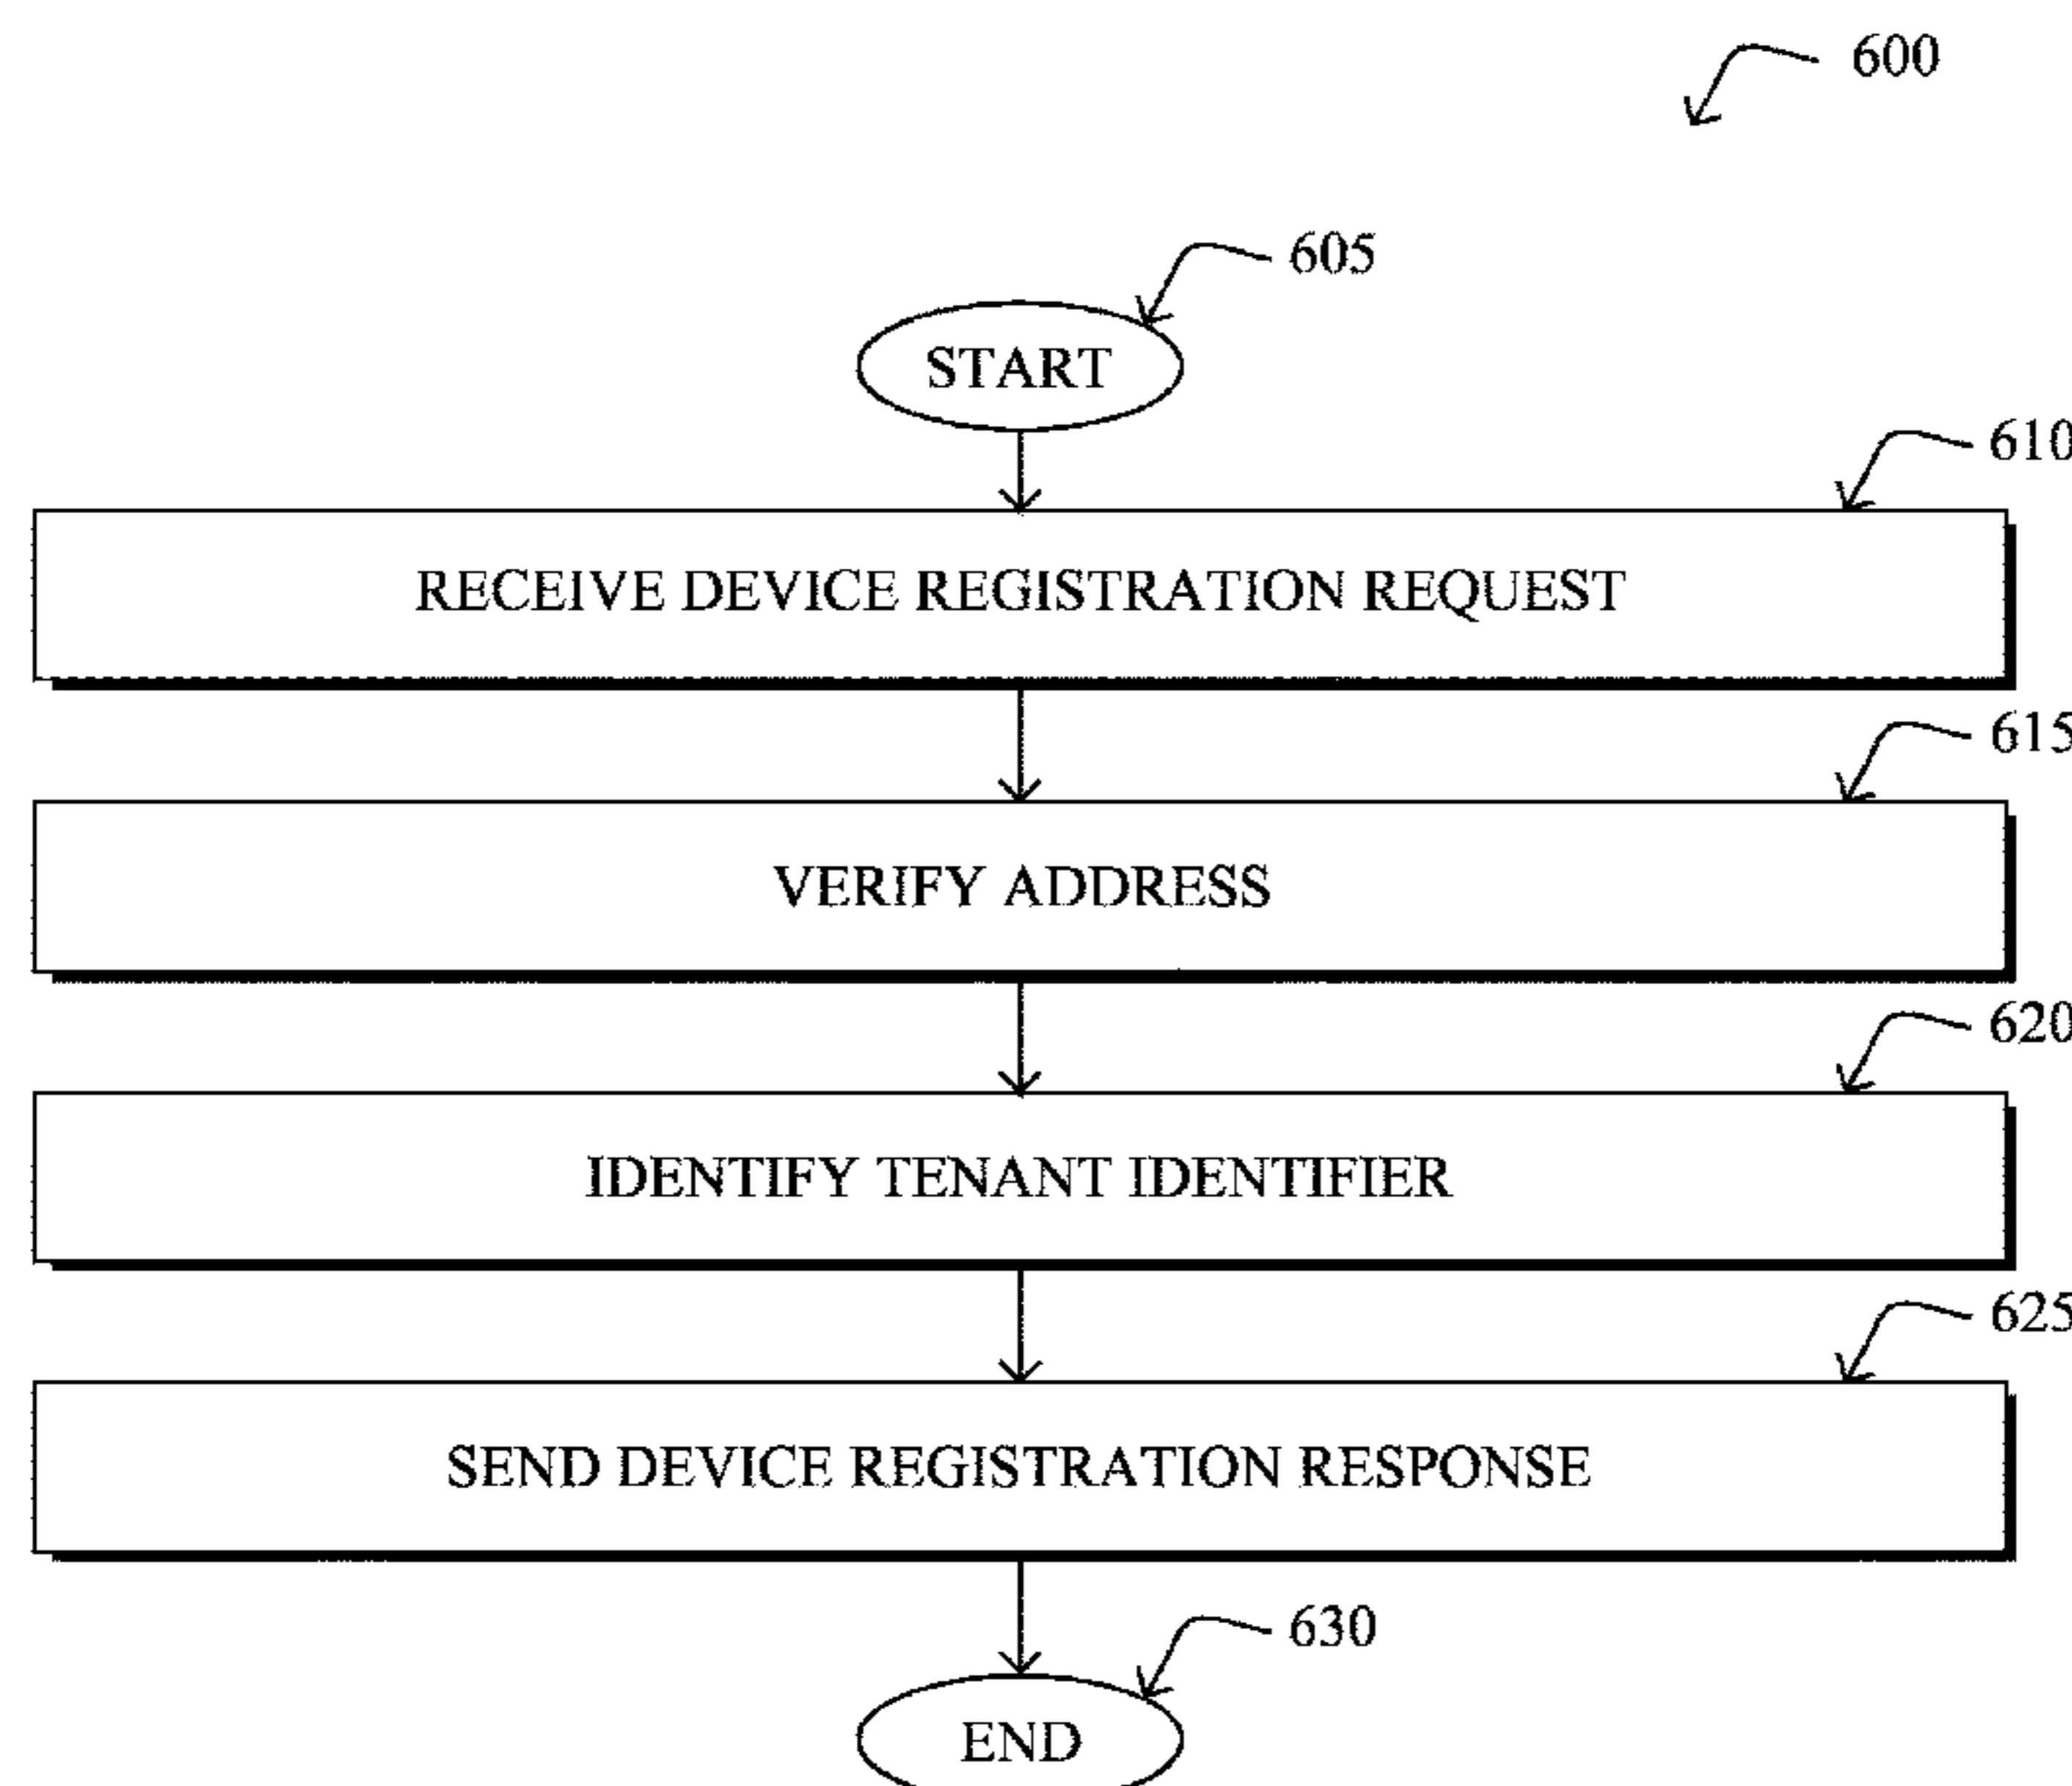 600
605
START
610
RECEIVE DEVICE REGISTRATION REQUEST
615
VERIFY ADDRESS
620
IDENTIFY TENANT IDENTIFIER
625
SEND DEVICE REGISTRATION RESPONSE
630
END